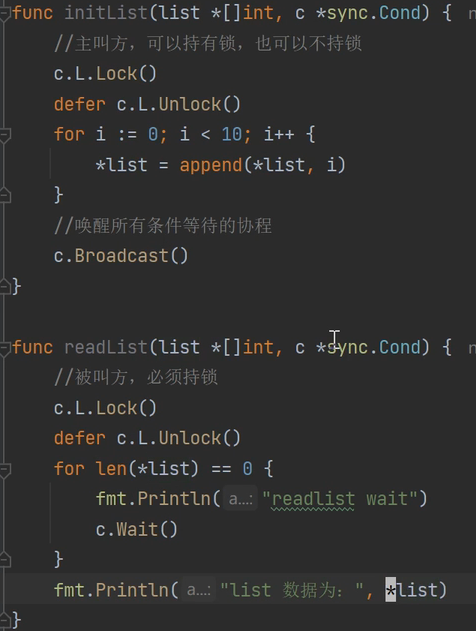 func initList(list *[]int, c *sync.Cond) {
    //主叫方，可以持有锁，也可以不持锁
    c.L.Lock()
    defer c.L.Unlock()
    for i := 0; i < 10; i++ {
        *list = append(*list, i)
    }
    //唤醒所有条件等待的协程
    c.Broadcast()
}
func readList(list *[]int, c *sync.Cond) {
    //被叫方，必须持锁
    c.L.Lock()
    defer c.L.Unlock()
    for len(*list) == 0 {
        fmt.Println( a...: "readlist wait")
        c.Wait()
    }
    fmt.Println( a...: "list 数据为：", *list)
}